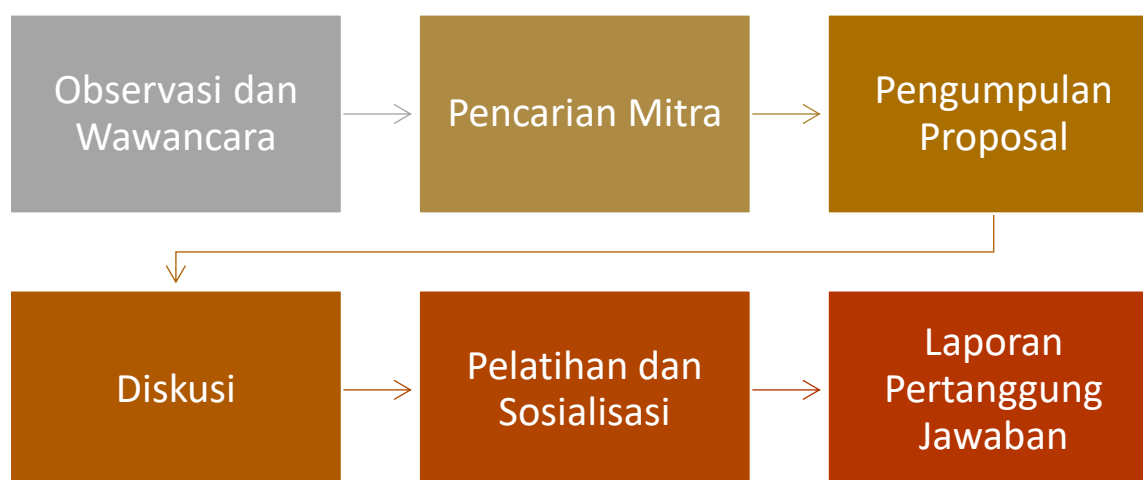 Observasi dan
Wawancara
Pencarian Mitra
Pengumpulan
Proposal
Diskusi
Pelatihan dan
Sosialisasi
Laporan
Pertanggung
Jawaban